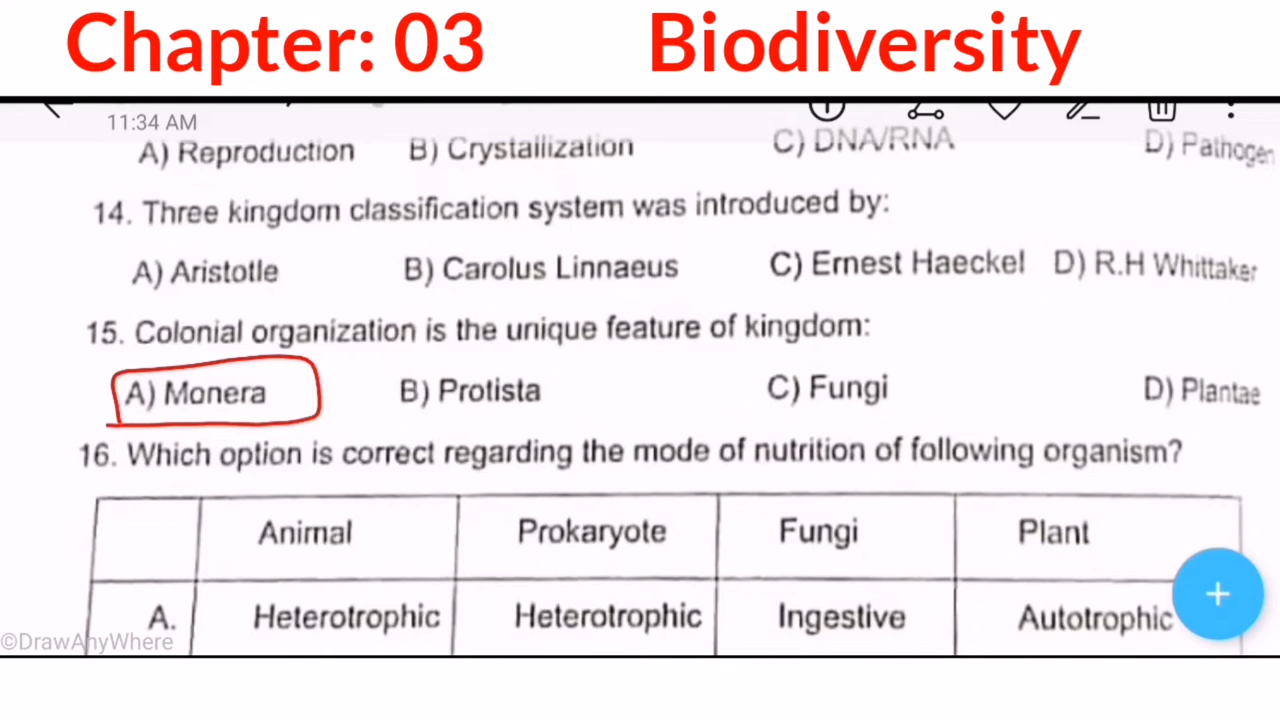 Chapter: 03 Biodiversity
11:34 AM
A) Reproduction B) Crystallization C) DNA/RNA D) Pathogen
14. Three kingdom classification system was introduced by:
A) Aristotle B) Carolus Linnaeus C) Ernest Haeckel D) R.H Whittaker
15. Colonial organization is the unique feature of kingdom:
A) Monera B) Protista C) Fungi D) Plantae
16. Which option is correct regarding the mode of nutrition of following organism?
Animal Prokaryote Fungi Plant
A. Heterotrophic Heterotrophic Ingestive Autotrophic
©DrawAnyWhere